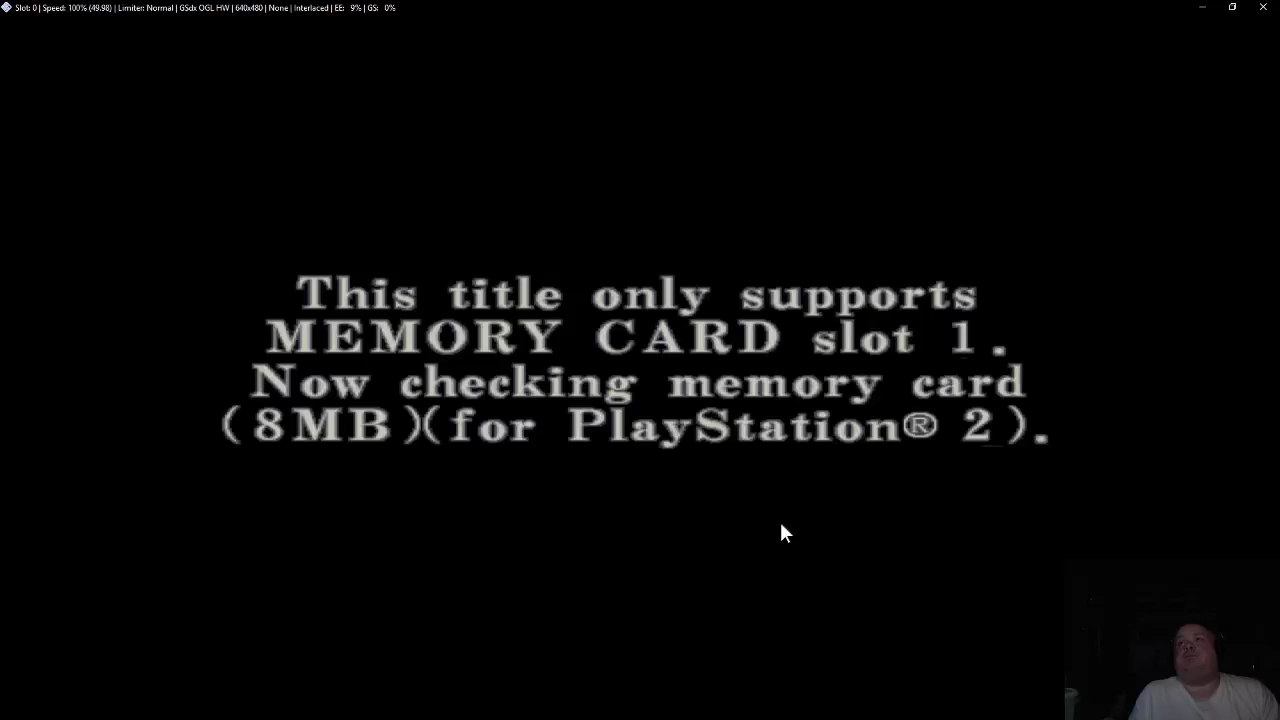 Slot: 0 | Speed: 100% (49.98) | Limiter: Normal | GSdx OGL HW | 640x480 | None | Interlaced | EE: 9% | GS: 0%
This title only supports
MEMORY CARD slot 1.
Now checking memory card
(8MB)(for PlayStation® 2).